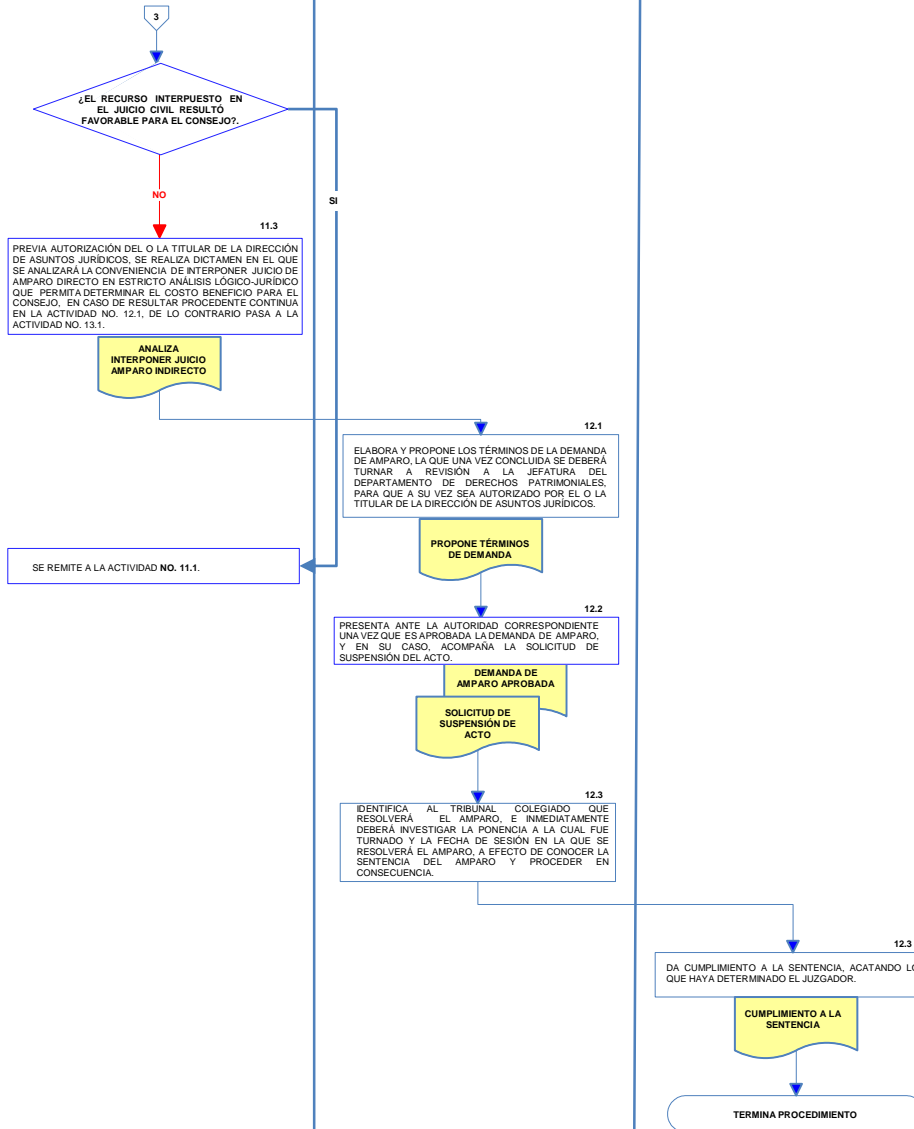 3
¿EL RECURSO INTERPUESTO EN
EL JUICIO CIVIL RESULTÓ
FAVORABLE PARA EL CONSEJO?.
NO
SI
11.3
PREVIA AUTORIZACIÓN DEL O LA TITULAR DE LA DIRECCIÓN
DE ASUNTOS JURÍDICOS, SE REALIZA DICTAMEN EN EL QUE
SE ANALIZARÁ LA CONVENIENCIA DE INTERPONER JUICIO DE
AMPARO DIRECTO EN ESTRICTO ANÁLISIS LÓGICO-JURÍDICO
QUE PERMITA DETERMINAR EL COSTO BENEFICIO PARA EL
CONSEJO, EN CASO DE RESULTAR PROCEDENTE CONTINUA
EN LA ACTIVIDAD NO. 12.1, DE LO CONTRARIO PASA A LA
ACTIVIDAD NO. 13.1.
ANALIZA
INTERPONER JUICIO
AMPARO INDIRECTO
12.1
ELABORA Y PROPONE LOS TÉRMINOS DE LA DEMANDA
DE AMPARO, LA QUE UNA VEZ CONCLUIDA SE DEBERÁ
TURNAR A REVISIÓN A LA JEFATURA DEL
DEPARTAMENTO DE DERECHOS PATRIMONIALES,
PARA QUE A SU VEZ SEA AUTORIZADO POR EL O LA
TITULAR DE LA DIRECCIÓN DE ASUNTOS JURÍDICOS.
PROPONE TÉRMINOS
DE DEMANDA
SE REMITE A LA ACTIVIDAD NO. 11.1.
12.2
PRESENTA ANTE LA AUTORIDAD CORRESPONDIENTE
UNA VEZ QUE ES APROBADA LA DEMANDA DE AMPARO,
Y EN SU CASO, ACOMPAÑA LA SOLICITUD DE
SUSPENSIÓN DEL ACTO.
DEMANDA DE
AMPARO APROBADA
SOLICITUD DE
SUSPENSIÓN DE
ACTO
12.3
IDENTIFICA AL TRIBUNAL COLEGIADO QUE
RESOLVERÁ EL AMPARO, E INMEDIATAMENTE
DEBERÁ INVESTIGAR LA PONENCIA A LA CUAL FUE
TURNADO Y LA FECHA DE SESIÓN EN LA QUE SE
RESOLVERÁ EL AMPARO, A EFECTO DE CONOCER LA
SENTENCIA DEL AMPARO Y PROCEDER EN
CONSECUENCIA.
12.3
DA CUMPLIMIENTO A LA SENTENCIA, ACATANDO LO
QUE HAYA DETERMINADO EL JUZGADOR.
CUMPLIMIENTO A LA
SENTENCIA
TERMINA PROCEDIMIENTO